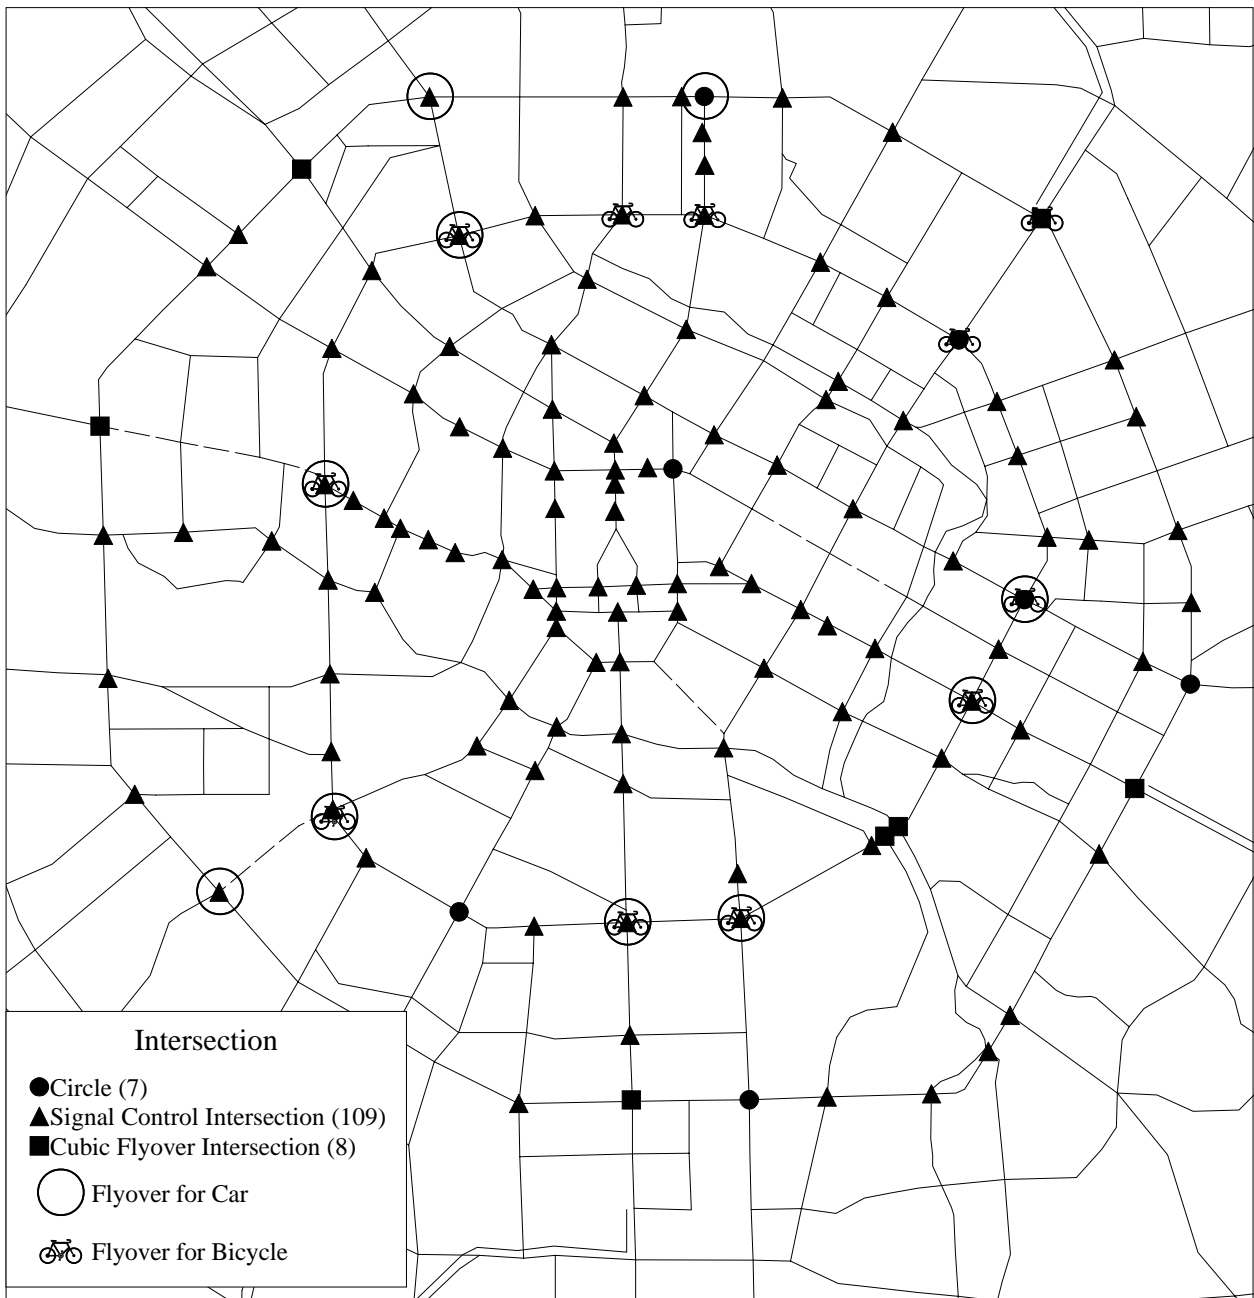 Intersection
Circle (7)
Signal Control Intersection (109)
Cubic Flyover Intersection (8)
Flyover for Car
Flyover for Bicycle